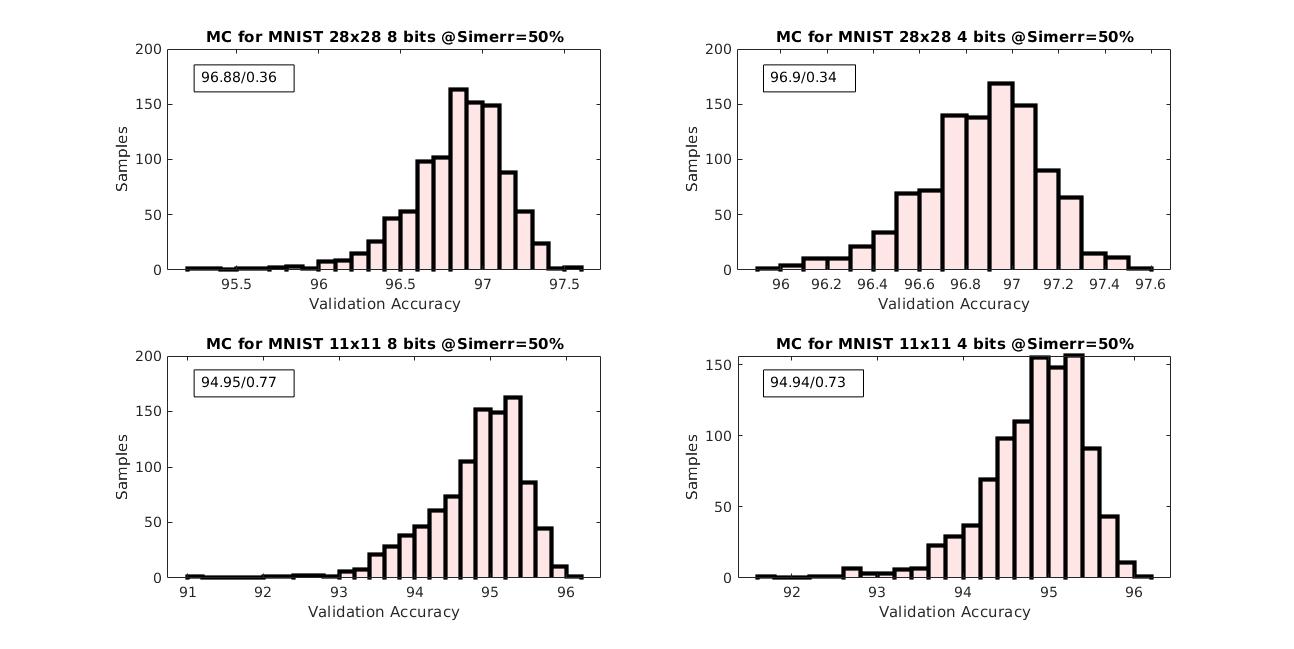 MC for MNIST 28x28 8 bits @Simerr=50%
96.88/0.36
200
150
100
50
0
Samples
95.5 96 96.5 97 97.5
Validation Accuracy
MC for MNIST 28x28 4 bits @Simerr=50%
96.9/0.34
200
150
100
50
0
Samples
96 96.2 96.4 96.6 96.8 97 97.2 97.4 97.6
Validation Accuracy
MC for MNIST 11x11 8 bits @Simerr=50%
94.95/0.77
200
150
100
50
0
Samples
91 92 93 94 95 96
Validation Accuracy
MC for MNIST 11x11 4 bits @Simerr=50%
94.94/0.73
150
100
50
0
Samples
92 93 94 95 96
Validation Accuracy